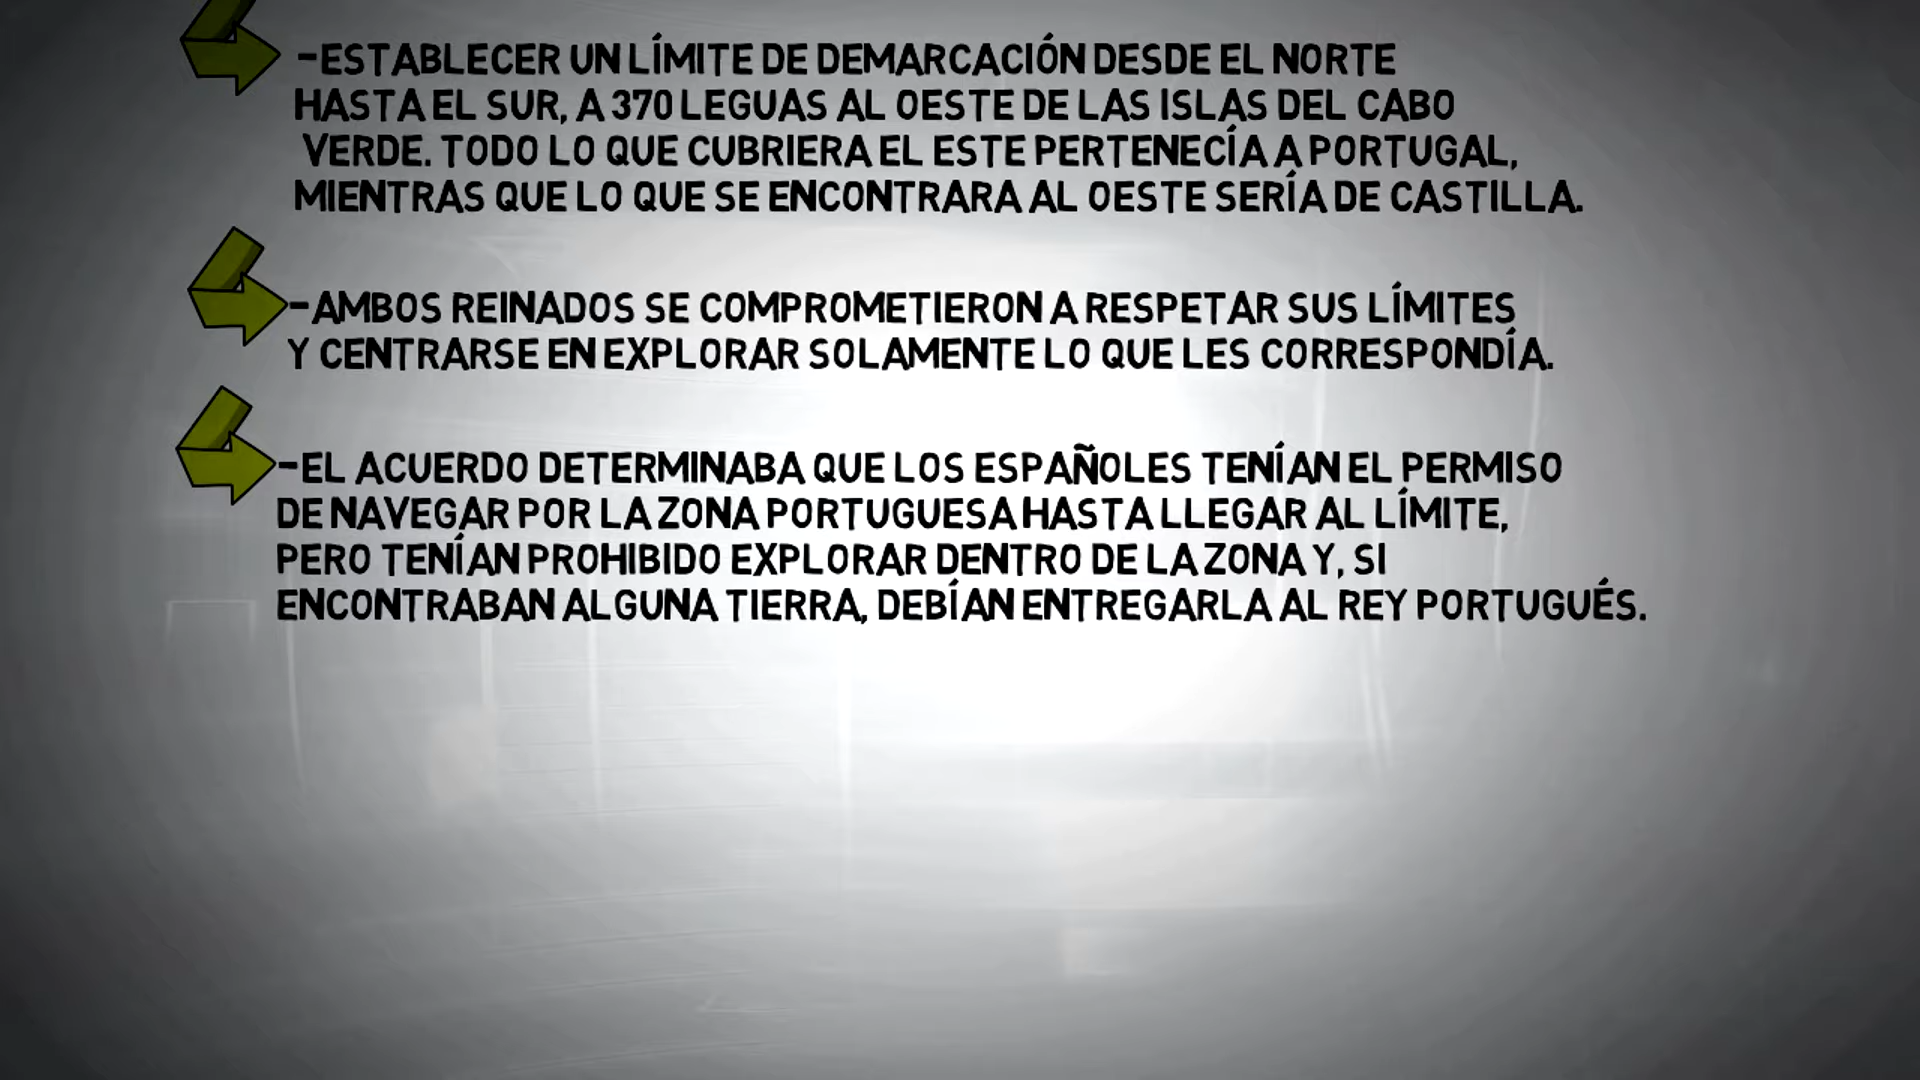 -ESTABLECER UN LÍMITE DE DEMARCACIÓN DESDE EL NORTE
HASTA EL SUR, A 370 LEGUAS AL OESTE DE LAS ISLAS DEL CABO
VERDE. TODO LO QUE CUBRIERA EL ESTE PERTENECÍA A PORTUGAL,
MIENTRAS QUE LO QUE SE ENCONTRARA AL OESTE SERÍA DE CASTILLA.
-AMBOS REINADOS SE COMPROMETIERON A RESPETAR SUS LÍMITES
Y CENTRARSE EN EXPLORAR SOLAMENTE LO QUE LES CORRESPONDÍA.
-EL ACUERDO DETERMINABA QUE LOS ESPAÑOLES TENÍAN EL PERMISO
DE NAVEGAR POR LA ZONA PORTUGUESA HASTA LLEGAR AL LÍMITE,
PERO TENÍAN PROHIBIDO EXPLORAR DENTRO DE LA ZONA Y, SI
ENCONTRABAN ALGUNA TIERRA, DEBÍAN ENTREGARLA AL REY PORTUGUÉS.